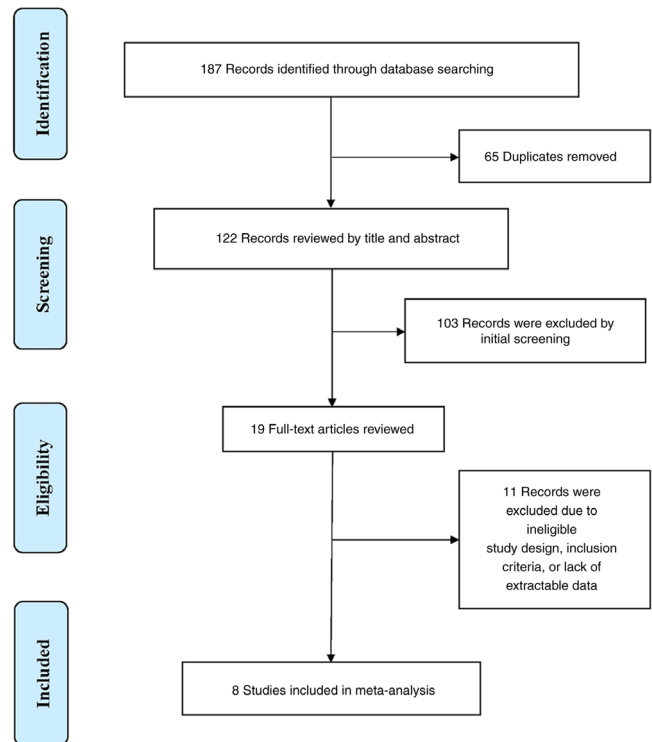 Identification
187 Records identified through database searching
65 Duplicates removed
Screening
122 Records reviewed by title and abstract
103 Records were excluded by
initial screening
Eligibility
19 Full-text articles reviewed
11 Records were
excluded due to
ineligible
study design, inclusion
criteria, or lack of
extractable data
Included
8 Studies included in meta-analysis